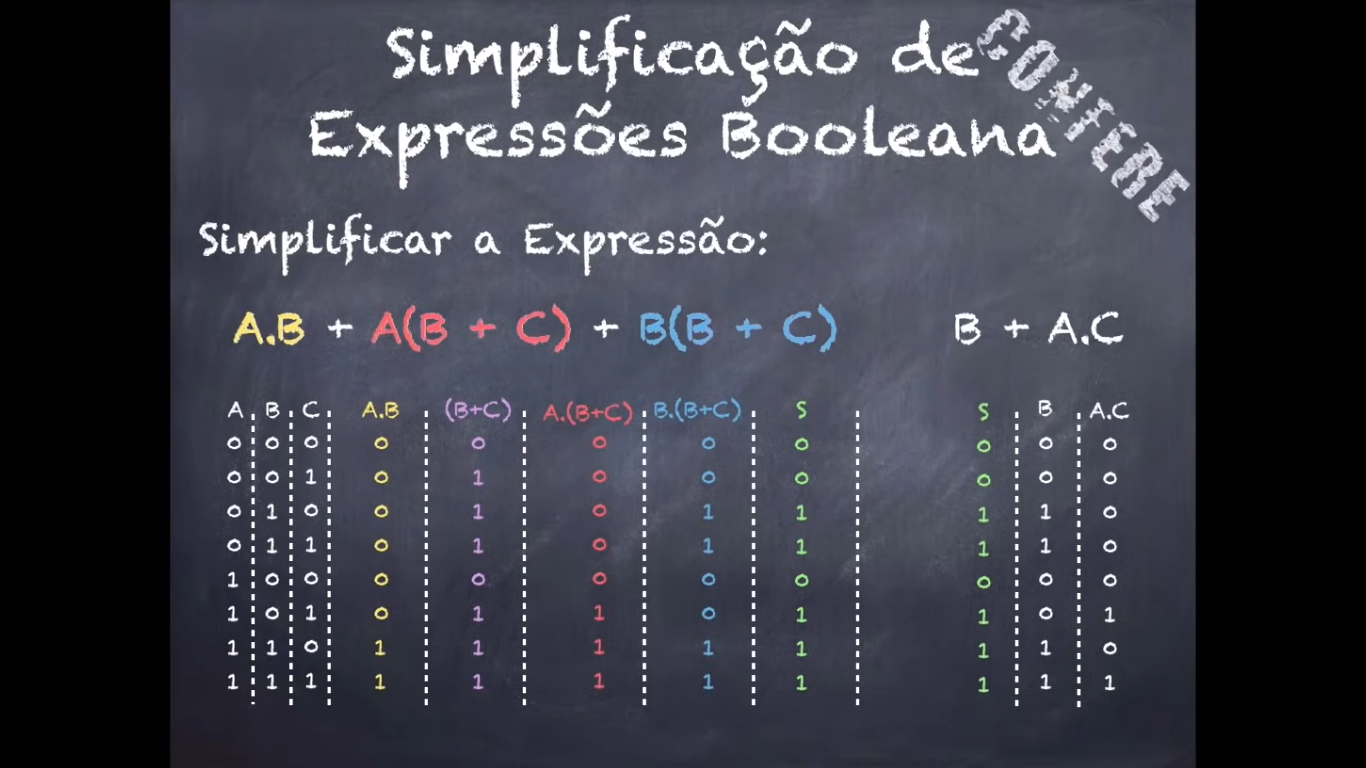 Simplificação de
Expressões Booleana
CONFERE
Simplificar a Expressão:
A.B + A(B + C) + B(B + C) B + A.C
A B C A.B (B+C) A.(B+C) B.(B+C) S S B A.C
0 0 0 0 0 0 0 0 0 0 0
0 0 1 0 1 0 0 0 0 0 0
0 1 0 0 1 0 1 1 1 1 0
0 1 1 0 1 0 1 1 1 1 0
1 0 0 0 0 0 0 0 0 0 0
1 0 1 0 1 1 0 1 1 0 1
1 1 0 1 1 1 1 1 1 1 0
1 1 1 1 1 1 1 1 1 1 1